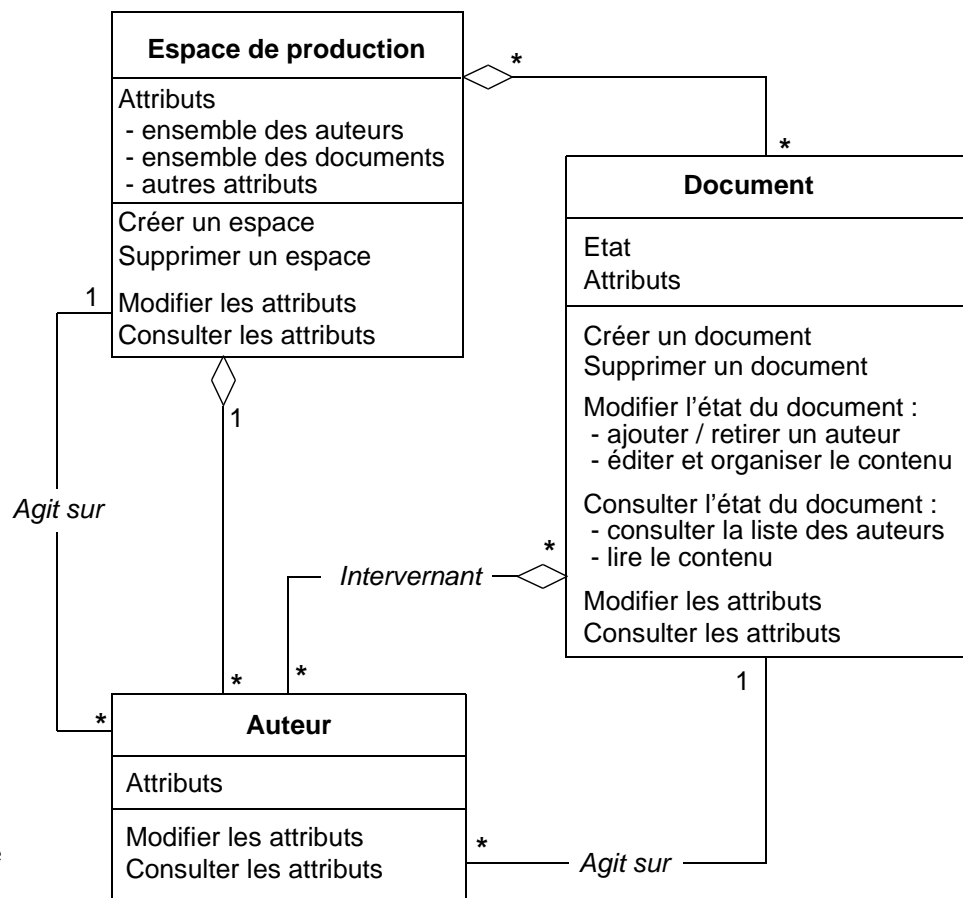 Espace de production
Attributs
- ensemble des auteurs
- ensemble des documents
- autres attributs
Créer un espace
Supprimer un espace
Modifier les attributs
Consulter les attributs
*
*
Document
Etat
Attributs
Créer un document
Supprimer un document
Modifier l’état du document :
- ajouter / retirer un auteur
- éditer et organiser le contenu
Consulter l’état du document :
- consulter la liste des auteurs
- lire le contenu
Modifier les attributs
Consulter les attributs
1
1
Agit sur
*
Intervernant
*
*
*
1
Auteur
Attributs
Modifier les attributs
Consulter les attributs
*
Agit sur